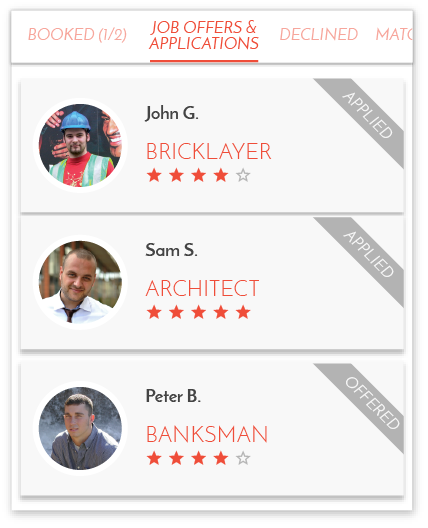 BOOKED (1/2)
JOB OFFERS &
APPLICATIONS
DECLINED
MATC
John G.
BRICKLAYER
APPLIED
Sam S.
ARCHITECT
APPLIED
Peter B.
BANKSMAN
OFFERED